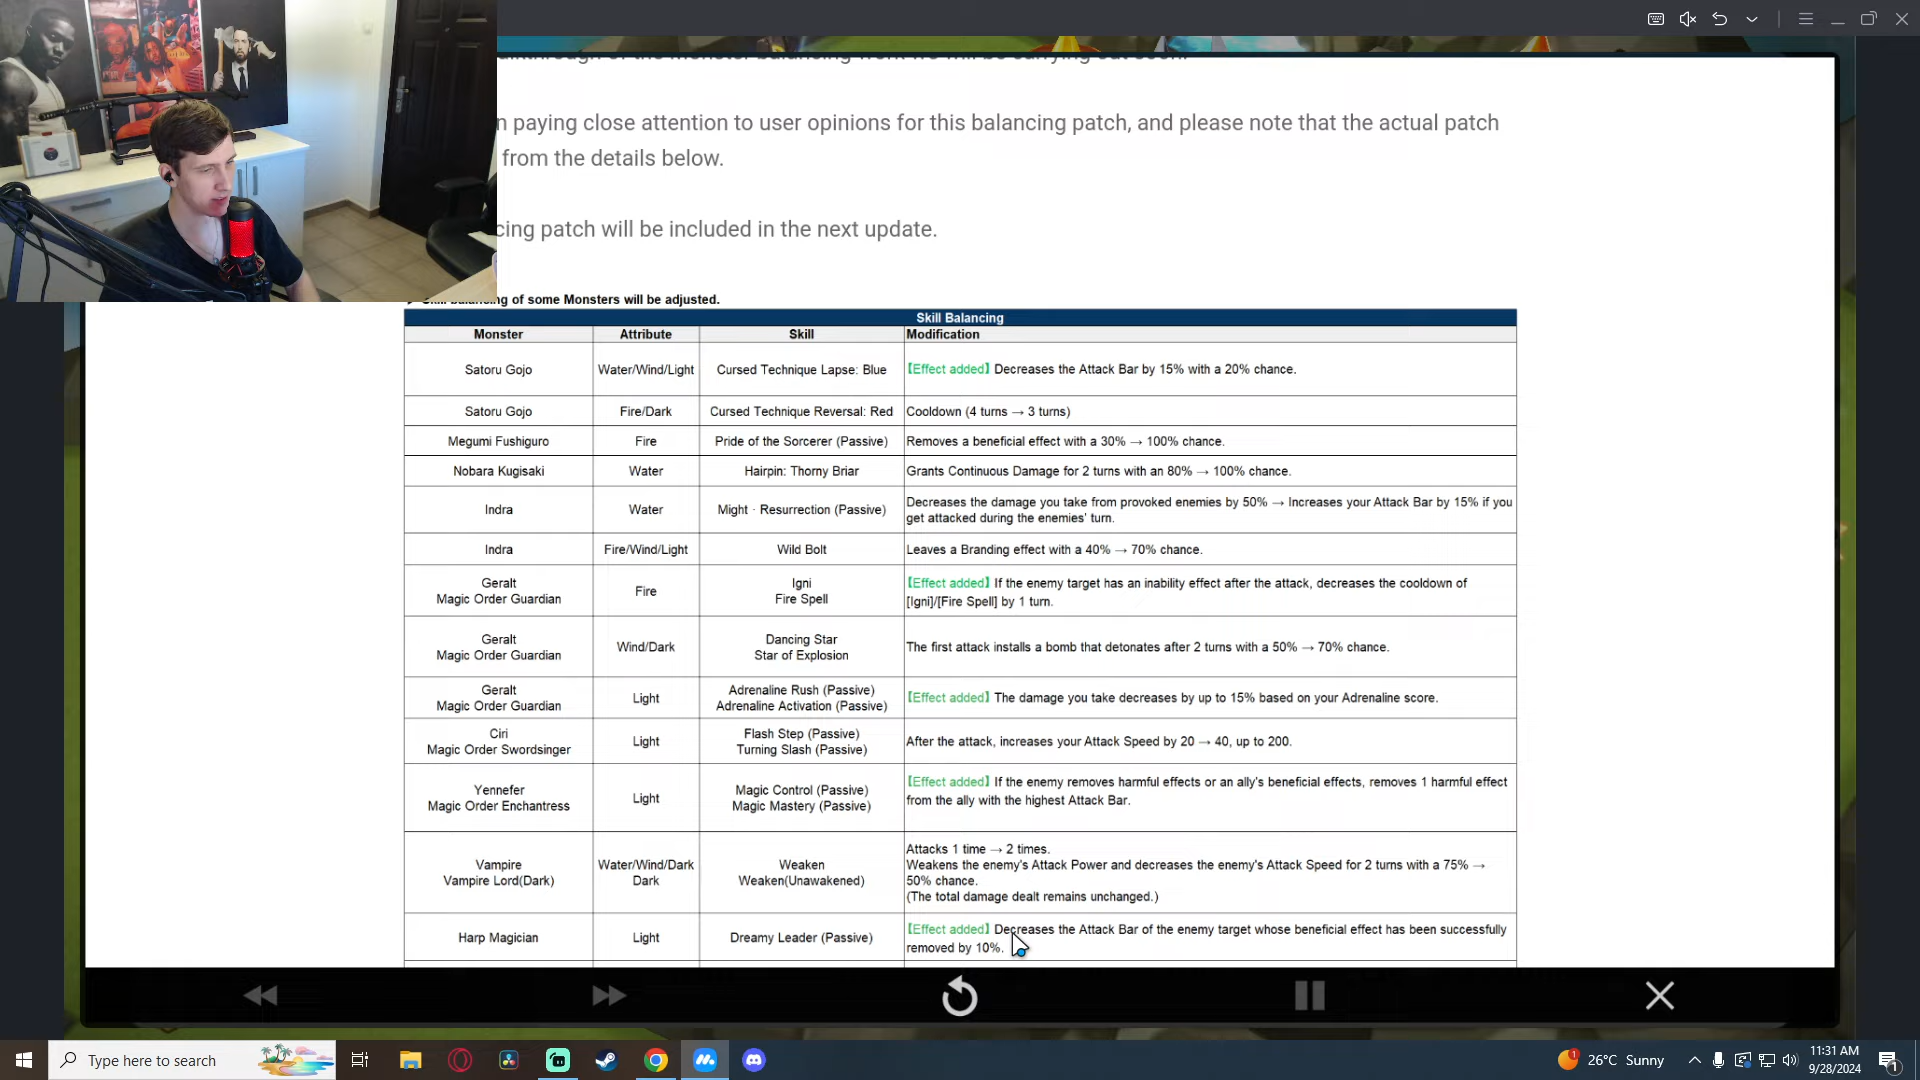 n paying close attention to user opinions for this balancing patch, and please note that the actual patch
from the details below.
cing patch will be included in the next update.
of some Monsters will be adjusted.
Skill Balancing
Monster Attribute Skill Modification
Satoru Gojo Water/Wind/Light Cursed Technique Lapse: Blue [Effect added] Decreases the Attack Bar by 15% with a 20% chance.
Satoru Gojo Fire/Dark Cursed Technique Reversal: Red Cooldown (4 turns → 3 turns)
Megumi Fushiguro Fire Pride of the Sorcerer (Passive) Removes a beneficial effect with a 30% → 100% chance.
Nobara Kugisaki Water Hairpin: Thorny Briar Grants Continuous Damage for 2 turns with an 80% → 100% chance.
Indra Water Might · Resurrection (Passive) Decreases the damage you take from provoked enemies by 50% → Increases your Attack Bar by 15% if you
get attacked during the enemies' turn.
Indra Fire/Wind/Light Wild Bolt Leaves a Branding effect with a 40% → 70% chance.
Geralt
Magic Order Guardian
Fire
Igni
Fire Spell
[Effect added] If the enemy target has an inability effect after the attack, decreases the cooldown of
[Igni]/[Fire Spell] by 1 turn.
Geralt
Magic Order Guardian
Wind/Dark
Dancing Star
Star of Explosion
The first attack installs a bomb that detonates after 2 turns with a 50% → 70% chance.
Geralt
Magic Order Guardian
Light
Adrenaline Rush (Passive)
Adrenaline Activation (Passive)
[Effect added] The damage you take decreases by up to 15% based on your Adrenaline score.
Ciri
Magic Order Swordsinger
Light
Flash Step (Passive)
Turning Slash (Passive)
After the attack, increases your Attack Speed by 20 → 40, up to 200.
Yennefer
Magic Order Enchantress
Light
Magic Control (Passive)
Magic Mastery (Passive)
[Effect added] If the enemy removes harmful effects or an ally's beneficial effects, removes 1 harmful effect
from the ally with the highest Attack Bar.
Vampire
Vampire Lord(Dark)
Water/Wind/Dark
Dark
Weaken
Weaken(Unawakened)
Attacks 1 time → 2 times.
Weakens the enemy's Attack Power and decreases the enemy's Attack Speed for 2 turns with a 75% →
50% chance.
(The total damage dealt remains unchanged.)
Harp Magician Light Dreamy Leader (Passive) [Effect added] Decreases the Attack Bar of the enemy target whose beneficial effect has been successfully
removed by 10%.
Type here to search
1
26°C Sunny
11:31 AM
9/28/2024
1